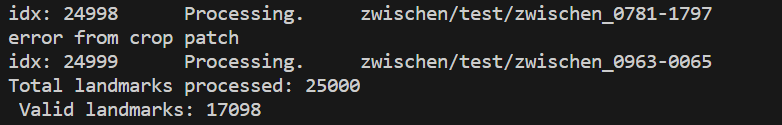 idx: 24998      Processing.     zwischen/test/zwischen_0781-1797
error from crop patch
idx: 24999      Processing.     zwischen/test/zwischen_0963-0065
Total landmarks processed: 25000
 Valid landmarks: 17098